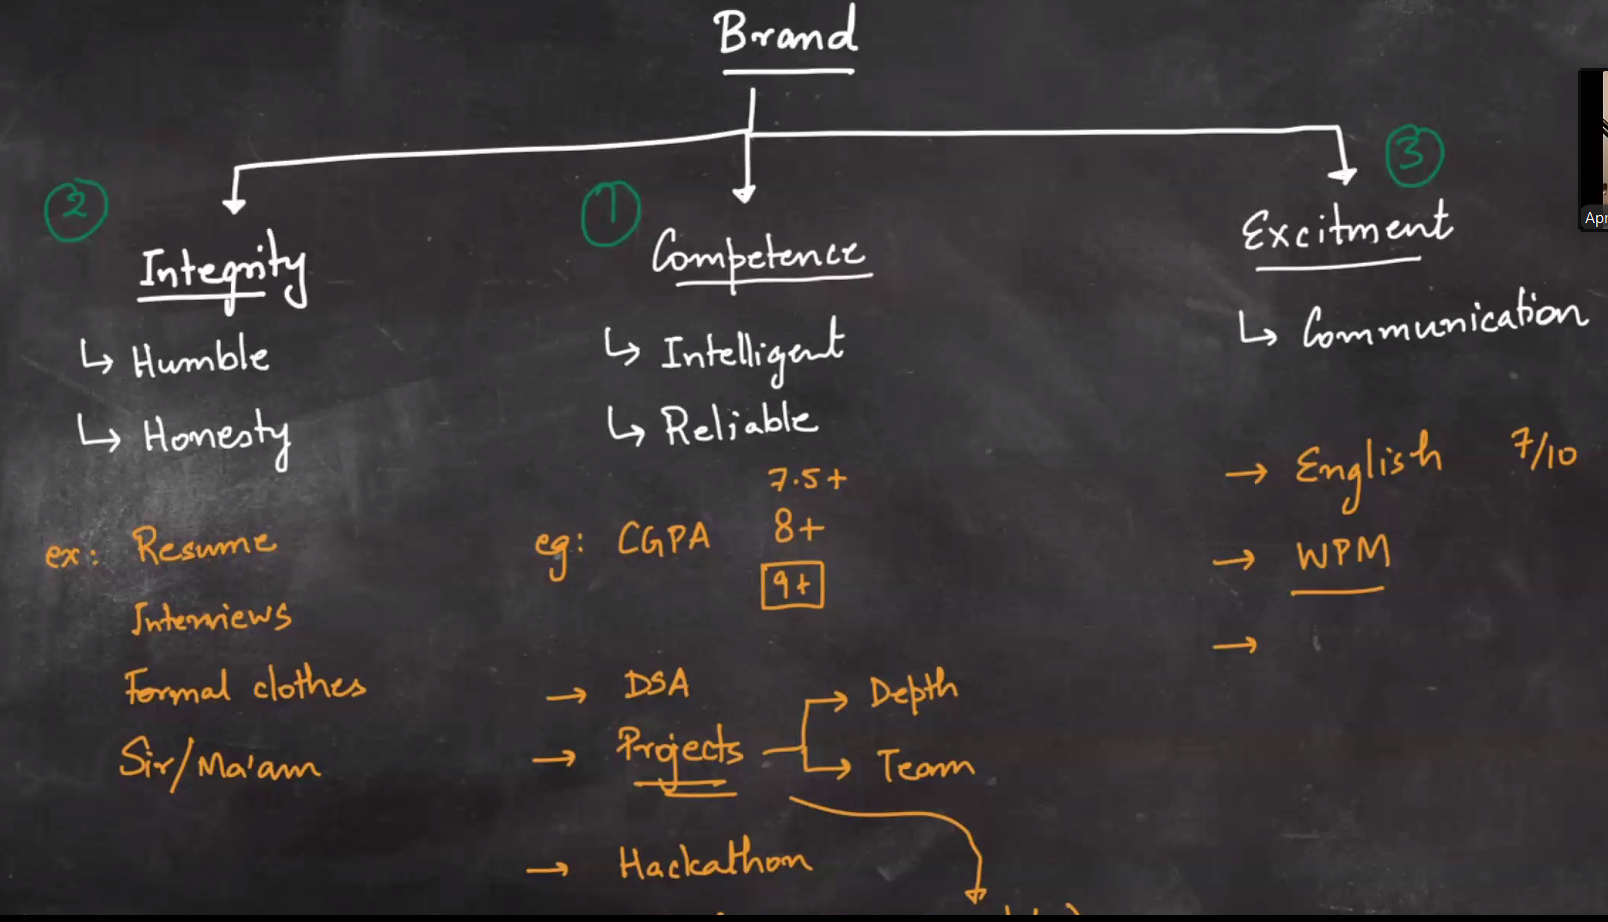 Brand
② ① ③
Integrity
↳ Humble
↳ Honesty
ex: Resume
Interviews
Formal clothes
Sir/Ma'am
Competence
↳ Intelligent
↳ Reliable
7.5+
eg: CGPA 8+
9+
→ DSA
→ Projects → Depth
→ Team
→ Hackathon
Excitment
↳ Communication
→ English 7/10
→ WPM
→
Apr